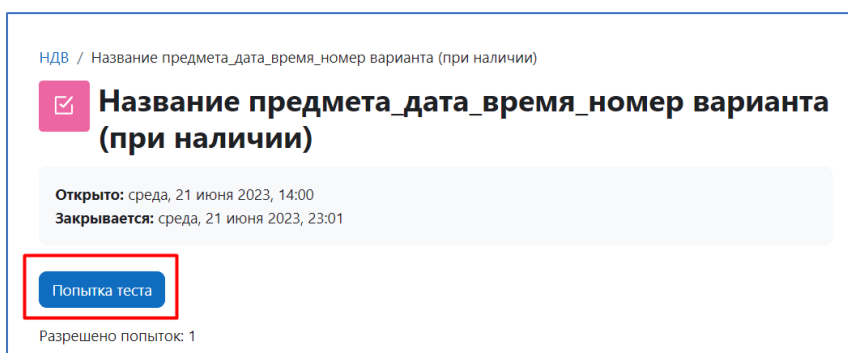 НДВ / Название предмета_дата_время_номер варианта (при наличии)
Название предмета_дата_время_номер варианта
(при наличии)
Открыто: среда, 21 июня 2023, 14:00
Закрывается: среда, 21 июня 2023, 23:01
Попытка теста
Разрешено попыток: 1